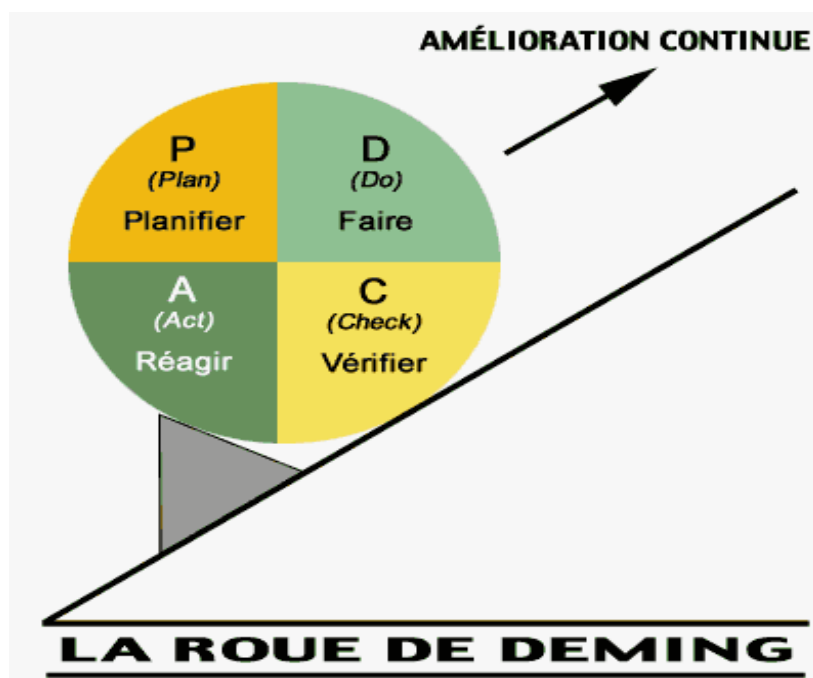 AMÉLIORATION CONTINUE
P
(Plan)
Planifier
D
(Do)
Faire
A
(Act)
Réagir
C
(Check)
Vérifier
LA ROUE DE DEMING